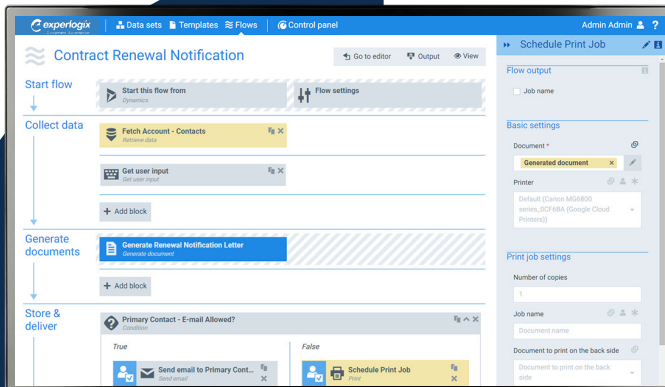 experlogix
Data sets
Templates
Flows
Control panel
Admin Admin
?
Contract Renewal Notification
Go to editor
Output
View
Start flow
Start this flow from
Dynamics
Flow settings
Collect data
Fetch Account - Contacts
Retrieve data
Get user input
Get user input
+ Add block
Generate
documents
Generate Renewal Notification Letter
Generate document
+ Add block
Store &
deliver
Primary Contact - E-mail Allowed?
Condition
True
False
Send email to Primary Cont...
Send email
Schedule Print Job
Print
Schedule Print Job
Flow output
Job name
Basic settings
Document *
Generated document
Printer
Default (Canon MG6800
series_0CF6BA (Google Cloud
Printers))
Print job settings
Number of copies
1
Job name
Document name
Document to print on the back side
Document to print on the back
side